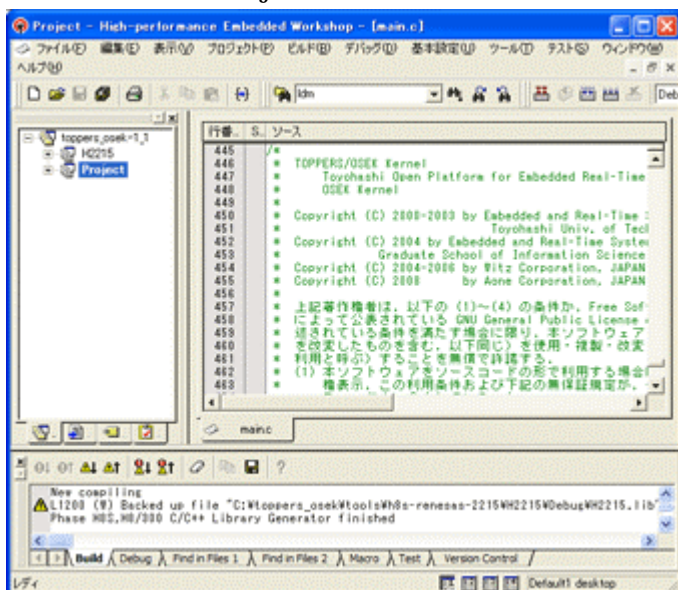 Project - High-performance Embedded Workshop - [main.c]
ファイル(F) 編集(E) 表示(V) プロジェクト(P) ビルド(B) デバッグ(D) 基本設定(U) ツール(T) テスト(S) ウィンドウ(W)
ヘルプ(H)
ldm
Deb
toppers_osek-1_1
H2215
Project
行番.. S.. ソース
445 /*
446 * TOPPERS/OSEK Kernel
447 * Toyohashi Open Platform for Embedded Real-Time
448 * OSEK Kernel
449 *
450 * Copyright (C) 2000-2003 by Embedded and Real-Time
451 * Toyohashi Univ. of Tec
452 * Copyright (C) 2004 by Embedded and Real-Time System
453 * Graduate School of Information Science
454 * Copyright (C) 2004-2006 by Witz Corporation, JAPAN
455 * Copyright (C) 2008 by Aone Corporation, JAPAN
456 *
457 * 上記著作権者は，以下の (1)～(4) の条件か，Free Sof
458 * によって公表されている GNU General Public License
459 * 述されている条件を満たす場合に限り，本ソフトウェア
460 * を改変したものを含む．以下同じ）を使用・複製・改変
461 * 利用と呼ぶ）することを無償で許諾する．
462 * (1) 本ソフトウェアをソースコードの形で利用する場合
463 * 権表示，この利用条件および下記の無保証規定が，
main.c
New compiling
L1200 (W) Backed up file "C:¥toppers_osek¥tools¥h8s-renesas-2215¥H2215¥Debug¥H2215.lib"
Phase H8S,H8/300 C/C++ Library Generator finished
Build Debug Find in Files 1 Find in Files 2 Macro Test Version Control
レディ Default1 desktop